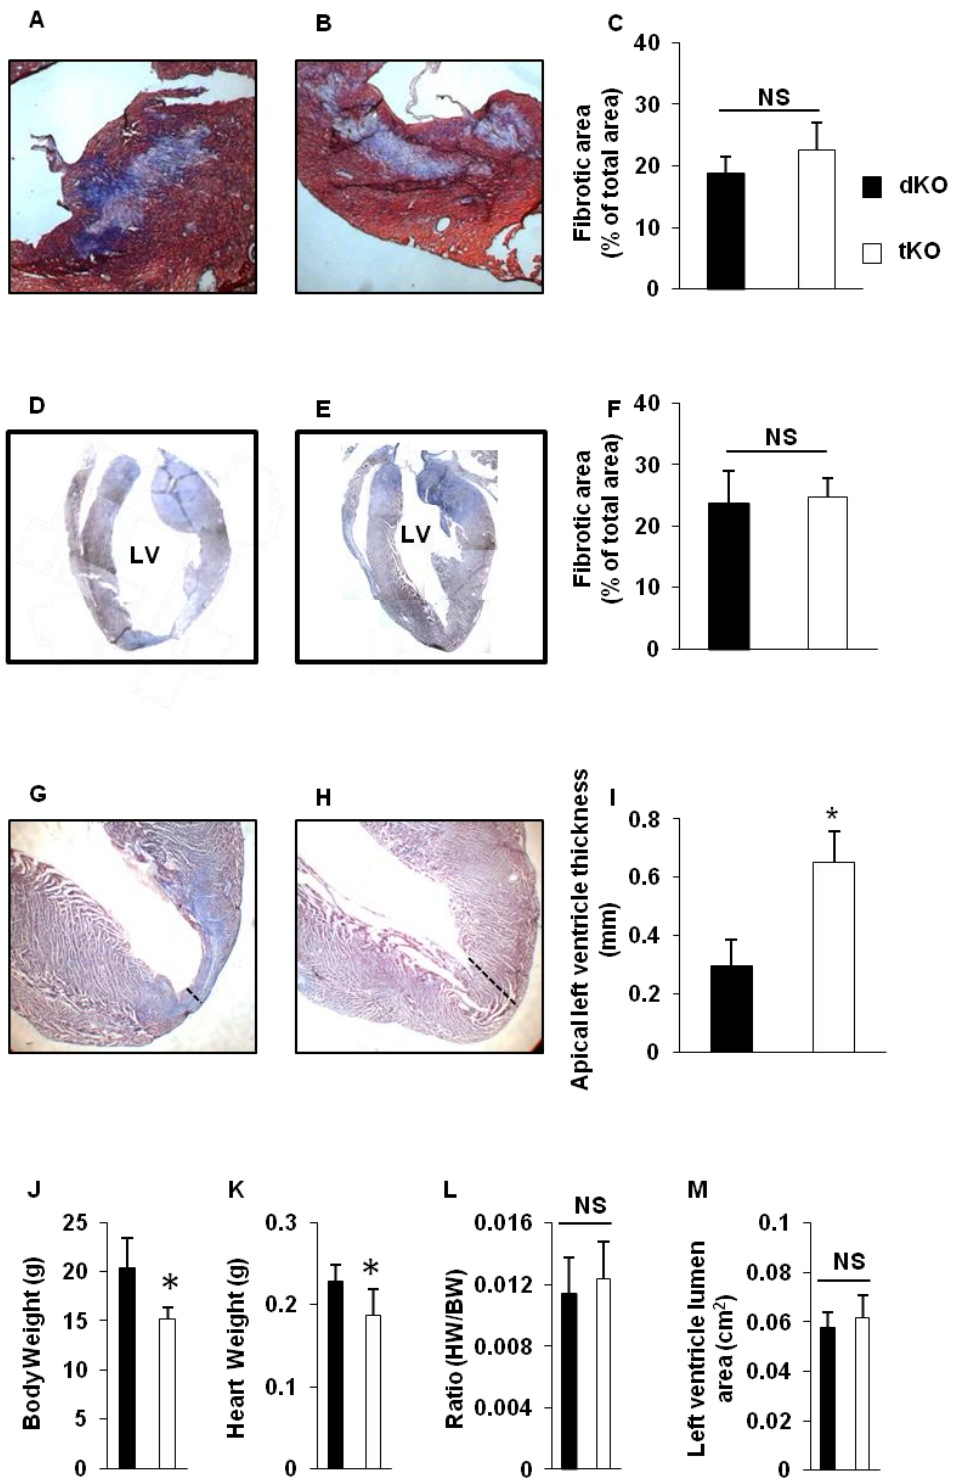 A
B
C
40
30
20
10
0
Fibrotic area
(% of total area)
NS
dKO
tKO
D
E
F
LV
LV
40
30
20
10
0
Fibrotic area
(% of total area)
NS
G
H
I
0.8
0.6
0.4
0.2
0
Apical left ventricle thickness
(mm)
*
J
25
20
15
10
5
0
Body Weight (g)
*
K
0.3
0.2
0.1
0
Heart Weight (g)
*
L
0.016
0.012
0.008
0.004
0
Ratio (HW/BW)
NS
M
0.1
0.08
0.06
0.04
0.02
0
Left ventricle lumen
area (cm²)
NS